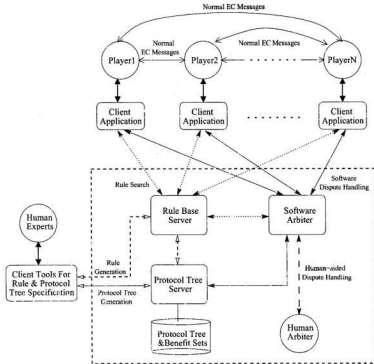 Normal EC Messages
Normal
EC Messages
Normal EC Messages
Player1
Player2
PlayerN
Client
Application
Client
Application
Client
Application
Rule Search
Software
Dispute Handling
Human
Experts
Rule Base
Server
Software
Arbiter
Rule
Generation
Client Tools For
Rule & Protocol
Tree Specification
Protocol Tree
Generation
Protocol Tree
Server
Human-aided
Dispute Handling
Protocol Tree
&Benefit Sets
Human
Arbiter